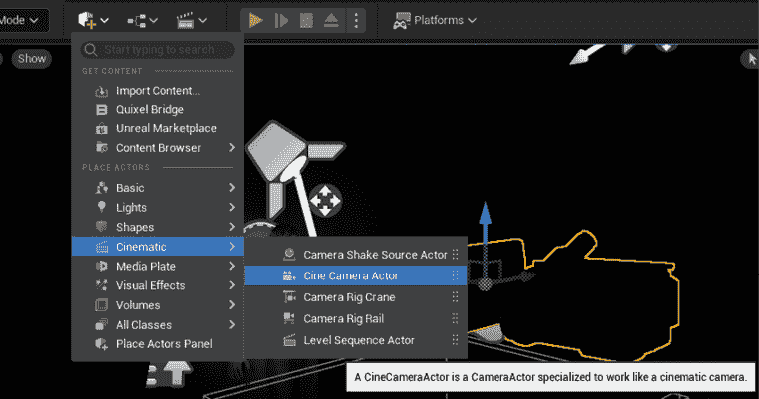 Mode
Platforms
Show
Start typing to search
GET CONTENT
Import Content...
Quixel Bridge
Unreal Marketplace
Content Browser
PLACE ACTORS
Basic
Lights
Shapes
Cinematic
Media Plate
Visual Effects
Volumes
All Classes
Place Actors Panel
Camera Shake Source Actor
Cine Camera Actor
Camera Rig Crane
Camera Rig Rail
Level Sequence Actor
A CineCameraActor is a CameraActor specialized to work like a cinematic camera.